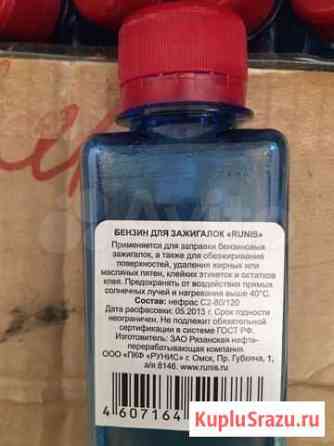 БЕНЗИН ДЛЯ ЗАЖИГАЛОК «RUNIS»
Применяется для заправки бензиновых
зажигалок, а также для обезжиривания
поверхностей, удаления жирных или
масляных пятен, клейких этикеток и остатков
клея. Предохранять от воздействия прямых
солнечных лучей и нагревания выше 40°С.
Состав: нефрас С2-80/120
Дата расфасовки: 05.2013 г. Срок годности
неограничен. Не подлежит обязательной
сертификации в системе ГОСТ РФ.
Изготовитель: ЗАО Рязанская нефте-
перерабатывающая компания.
ООО «ПКФ «РУНИС» г. Омск, Пр. Губкина, 1,
а/я 8146. www.runis.ru
4 607164
KupluSrazu.ru